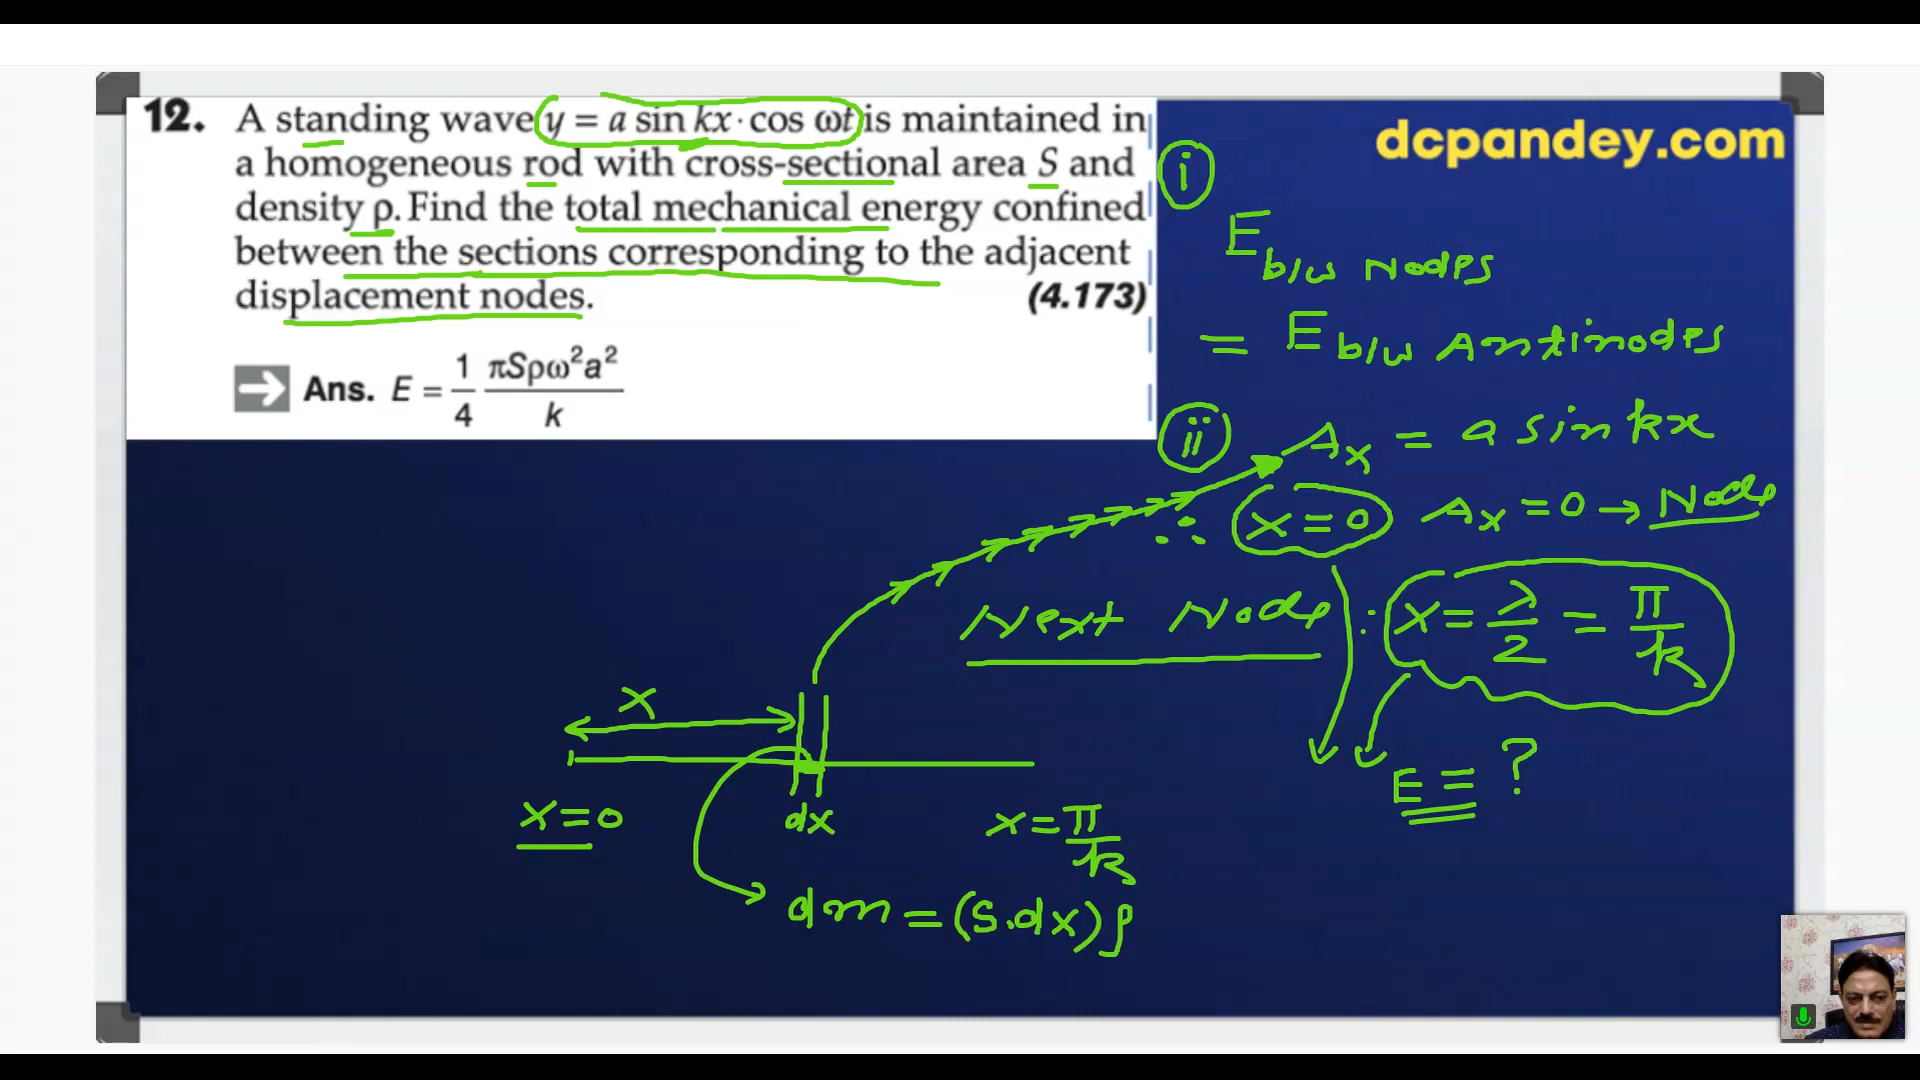 12. A standing wave y = a sin kx · cos ωt is maintained in
a homogeneous rod with cross-sectional area S and
density ρ. Find the total mechanical energy confined
between the sections corresponding to the adjacent
displacement nodes. (4.173)
Ans. E = 1/4 πSρω²a²/k
dcpandey.com
i
E b/w Nodes
= E b/w Antinodes
ii Aₓ = a sin kx
∴ x = 0 Aₓ = 0 → Node
Next Node : x = λ/2 = π/k
E = ?
x
x = 0 dx x = π/k
dm = (S.dx)ρ